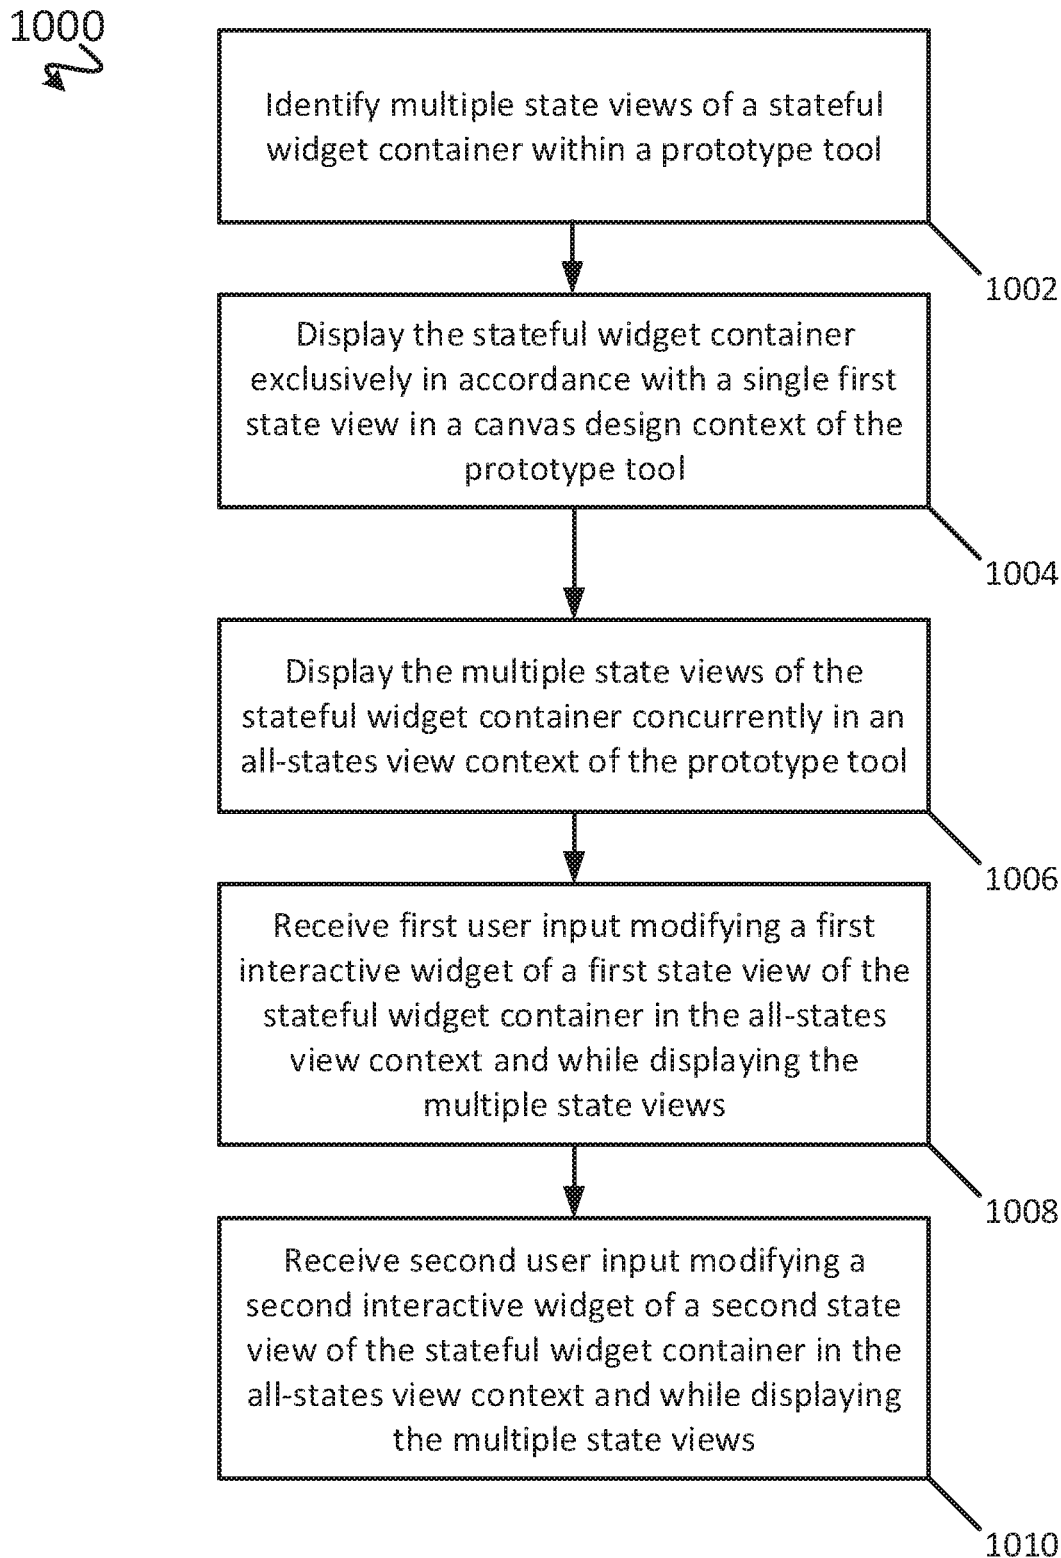 1000
Identify multiple state views of a stateful
widget container within a prototype tool
1002
Display the stateful widget container
exclusively in accordance with a single first
state view in a canvas design context of the
prototype tool
1004
Display the multiple state views of the
stateful widget container concurrently in an
all-states view context of the prototype tool
1006
Receive first user input modifying a first
interactive widget of a first state view of the
stateful widget container in the all-states
view context and while displaying the
multiple state views
1008
Receive second user input modifying a
second interactive widget of a second state
view of the stateful widget container in the
all-states view context and while displaying
the multiple state views
1010